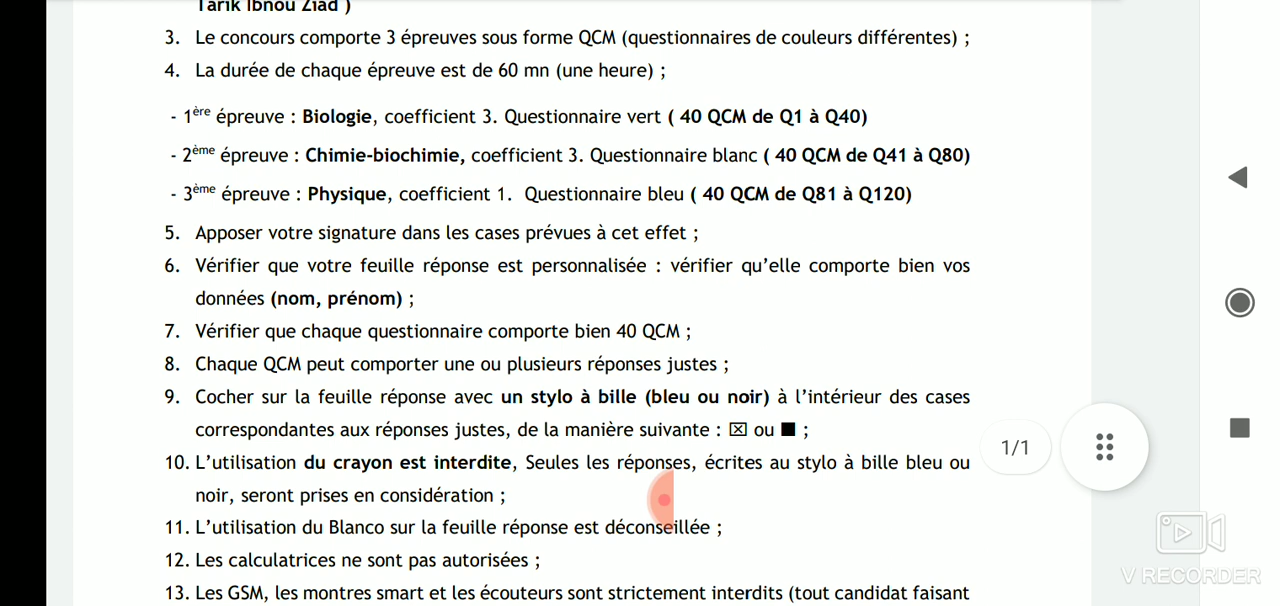 Tarik Ibnou Ziad )
3. Le concours comporte 3 épreuves sous forme QCM (questionnaires de couleurs différentes) ;
4. La durée de chaque épreuve est de 60 mn (une heure) ;
- 1ère épreuve : Biologie, coefficient 3. Questionnaire vert ( 40 QCM de Q1 à Q40)
- 2ème épreuve : Chimie-biochimie, coefficient 3. Questionnaire blanc ( 40 QCM de Q41 à Q80)
- 3ème épreuve : Physique, coefficient 1. Questionnaire bleu ( 40 QCM de Q81 à Q120)
5. Apposer votre signature dans les cases prévues à cet effet ;
6. Vérifier que votre feuille réponse est personnalisée : vérifier qu’elle comporte bien vos
données (nom, prénom) ;
7. Vérifier que chaque questionnaire comporte bien 40 QCM ;
8. Chaque QCM peut comporter une ou plusieurs réponses justes ;
9. Cocher sur la feuille réponse avec un stylo à bille (bleu ou noir) à l’intérieur des cases
correspondantes aux réponses justes, de la manière suivante : ☒ ou ■ ;
10. L’utilisation du crayon est interdite, Seules les réponses, écrites au stylo à bille bleu ou
noir, seront prises en considération ;
11. L’utilisation du Blanco sur la feuille réponse est déconseillée ;
12. Les calculatrices ne sont pas autorisées ;
13. Les GSM, les montres smart et les écouteurs sont strictement interdits (tout candidat faisant
1/1
V RECORDER